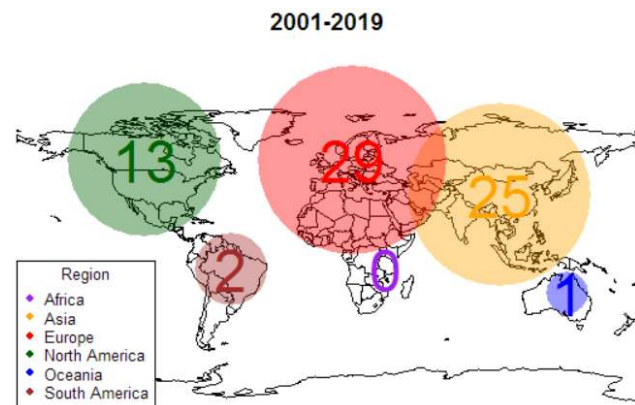 2001-2019
13
29
25
2
0
1
Region
Africa
Asia
Europe
North America
Oceania
South America